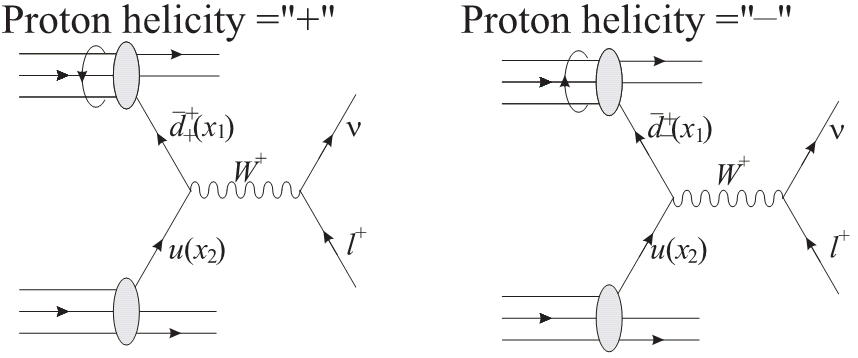 Proton helicity ="+" Proton helicity ="–"
d̄₊⁺(x₁) d̄₋⁺(x₁)
ν ν
W⁺ W⁺
u(x₂) u(x₂)
l⁺ l⁺